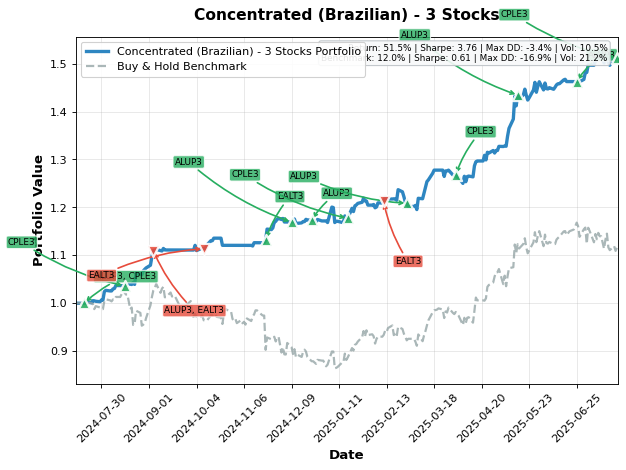 Concentrated (Brazilian) - 3 Stocks
CPLE3
ALUP3
Concentrated (Brazilian) - 3 Stocks Portfolio
Buy & Hold Benchmark
51.5% | Sharpe: 3.76 | Max DD: -3.4% | Vol: 10.5%
12.0% | Sharpe: 0.61 | Max DD: -16.9% | Vol: 21.2%
1.5
1.4
1.3
1.2
1.1
1.0
0.9
Portfolio Value
CPLE3
ALUP3
CPLE3
ALUP3
EALT3
ALUP3
CPLE3
EALT3
EALT3
CPLE3
ALUP3, EALT3
2024-07-30
2024-09-01
2024-10-04
2024-11-06
2024-12-09
2025-01-11
2025-02-13
2025-03-18
2025-04-20
2025-05-23
2025-06-25
Date